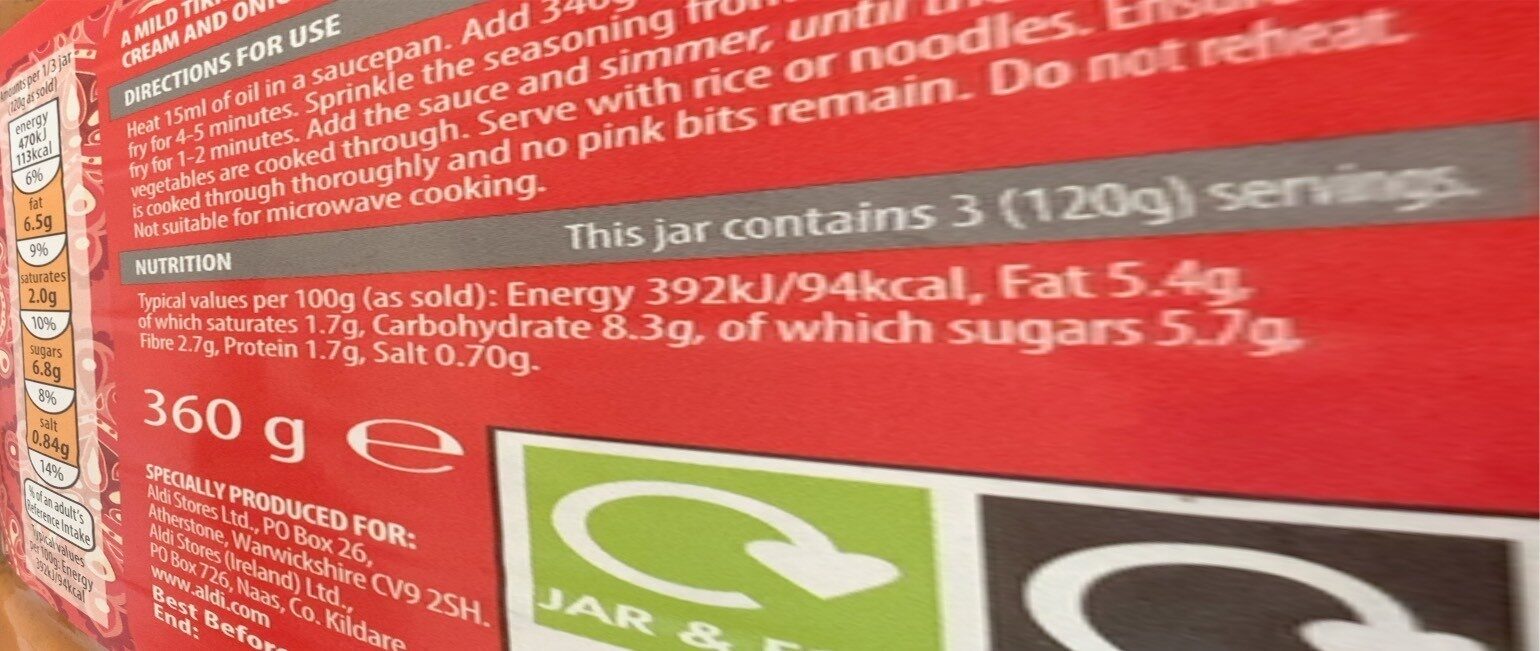 A MILD
CREAM AND
DIRECTIONS FOR USE
Heat 15ml of oil in a saucepan. Add
fry for 4-5 minutes. Sprinkle the seasoning
fry for 1-2 minutes. Add the sauce and simmer, until
vegetables are cooked through. Serve with rice or noodles.
is cooked through thoroughly and no pink bits remain. Do not reheat.
Not suitable for microwave cooking.
This jar contains 3 (120g) servings.
NUTRITION
Typical values per 100g (as sold): Energy 392kJ/94kcal, Fat 5.4g,
of which saturates 1.7g, Carbohydrate 8.3g, of which sugars 5.7g,
Fibre 2.7g, Protein 1.7g, Salt 0.70g.
360 g e
SPECIALLY PRODUCED FOR:
Aldi Stores Ltd., PO Box 26,
Atherstone, Warwickshire CV9 2SH.
Aldi Stores (Ireland) Ltd.,
PO Box 726, Naas, Co. Kildare
www.aldi.com
Best Before
End:
JAR &
Amounts per 1/3 jar
(120g as sold)
energy
470kJ
113kcal
6%
fat
6.5g
9%
saturates
2.0g
10%
sugars
6.8g
8%
salt
0.84g
14%
% of an adult's
Reference Intake
Typical values
per 100g: Energy
392kJ/94kcal